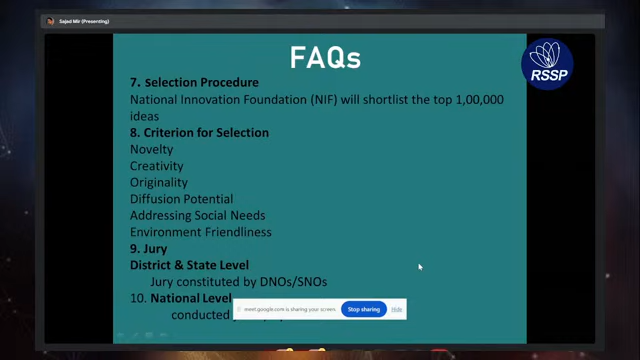 Sajad Mir (Presenting)
FAQs
RSSP
7. Selection Procedure
National Innovation Foundation (NIF) will shortlist the top 1,00,000
ideas
8. Criterion for Selection
Novelty
Creativity
Originality
Diffusion Potential
Addressing Social Needs
Environment Friendliness
9. Jury
District & State Level
Jury constituted by DNOs/SNOs
10. National Level
meet.google.com is sharing your screen.
Stop sharing
Hide
conducted